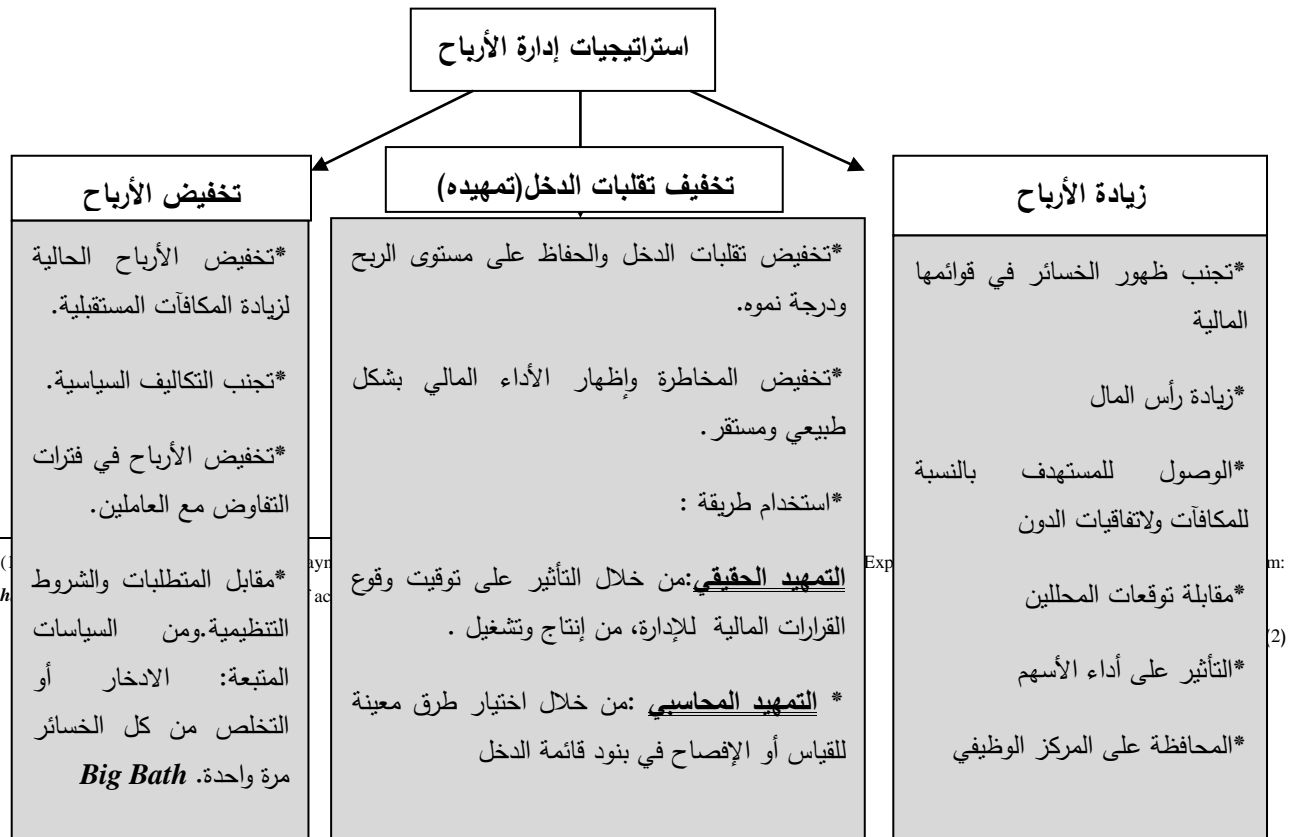 استراتيجيات إدارة الأرباح
زيادة الأرباح
*تجنب ظهور الخسائر في قوائمها
المالية
*زيادة رأس المال
*الوصول للمستهدف بالنسبة
للمكافآت ولاتفاقيات الدون
*مقابلة توقعات المحللين
*التأثير على أداء الأسهم
*المحافظة على المركز الوظيفي
تخفيف تقلبات الدخل(تمهيده)
*تخفيض تقلبات الدخل والحفاظ على مستوى الربح
ودرجة نموه.
*تخفيض المخاطرة وإظهار الأداء المالي بشكل
طبيعي ومستقر.
*استخدام طريقة :
التمهيد الحقيقي:من خلال التأثير على توقيت وقوع
القرارات المالية للإدارة، من إنتاج وتشغيل .
* التمهيد المحاسبي :من خلال اختيار طرق معينة
للقياس أو الإفصاح في بنود قائمة الدخل
تخفيض الأرباح
*تخفيض الأرباح الحالية
لزيادة المكافآت المستقبلية.
*تجنب التكاليف السياسية.
*تخفيض الأرباح في فترات
التفاوض مع العاملين.
*مقابل المتطلبات والشروط
التنظيمية.ومن السياسات
المتبعة: الادخار أو
التخلص من كل الخسائر
مرة واحدة. Big Bath
(2)